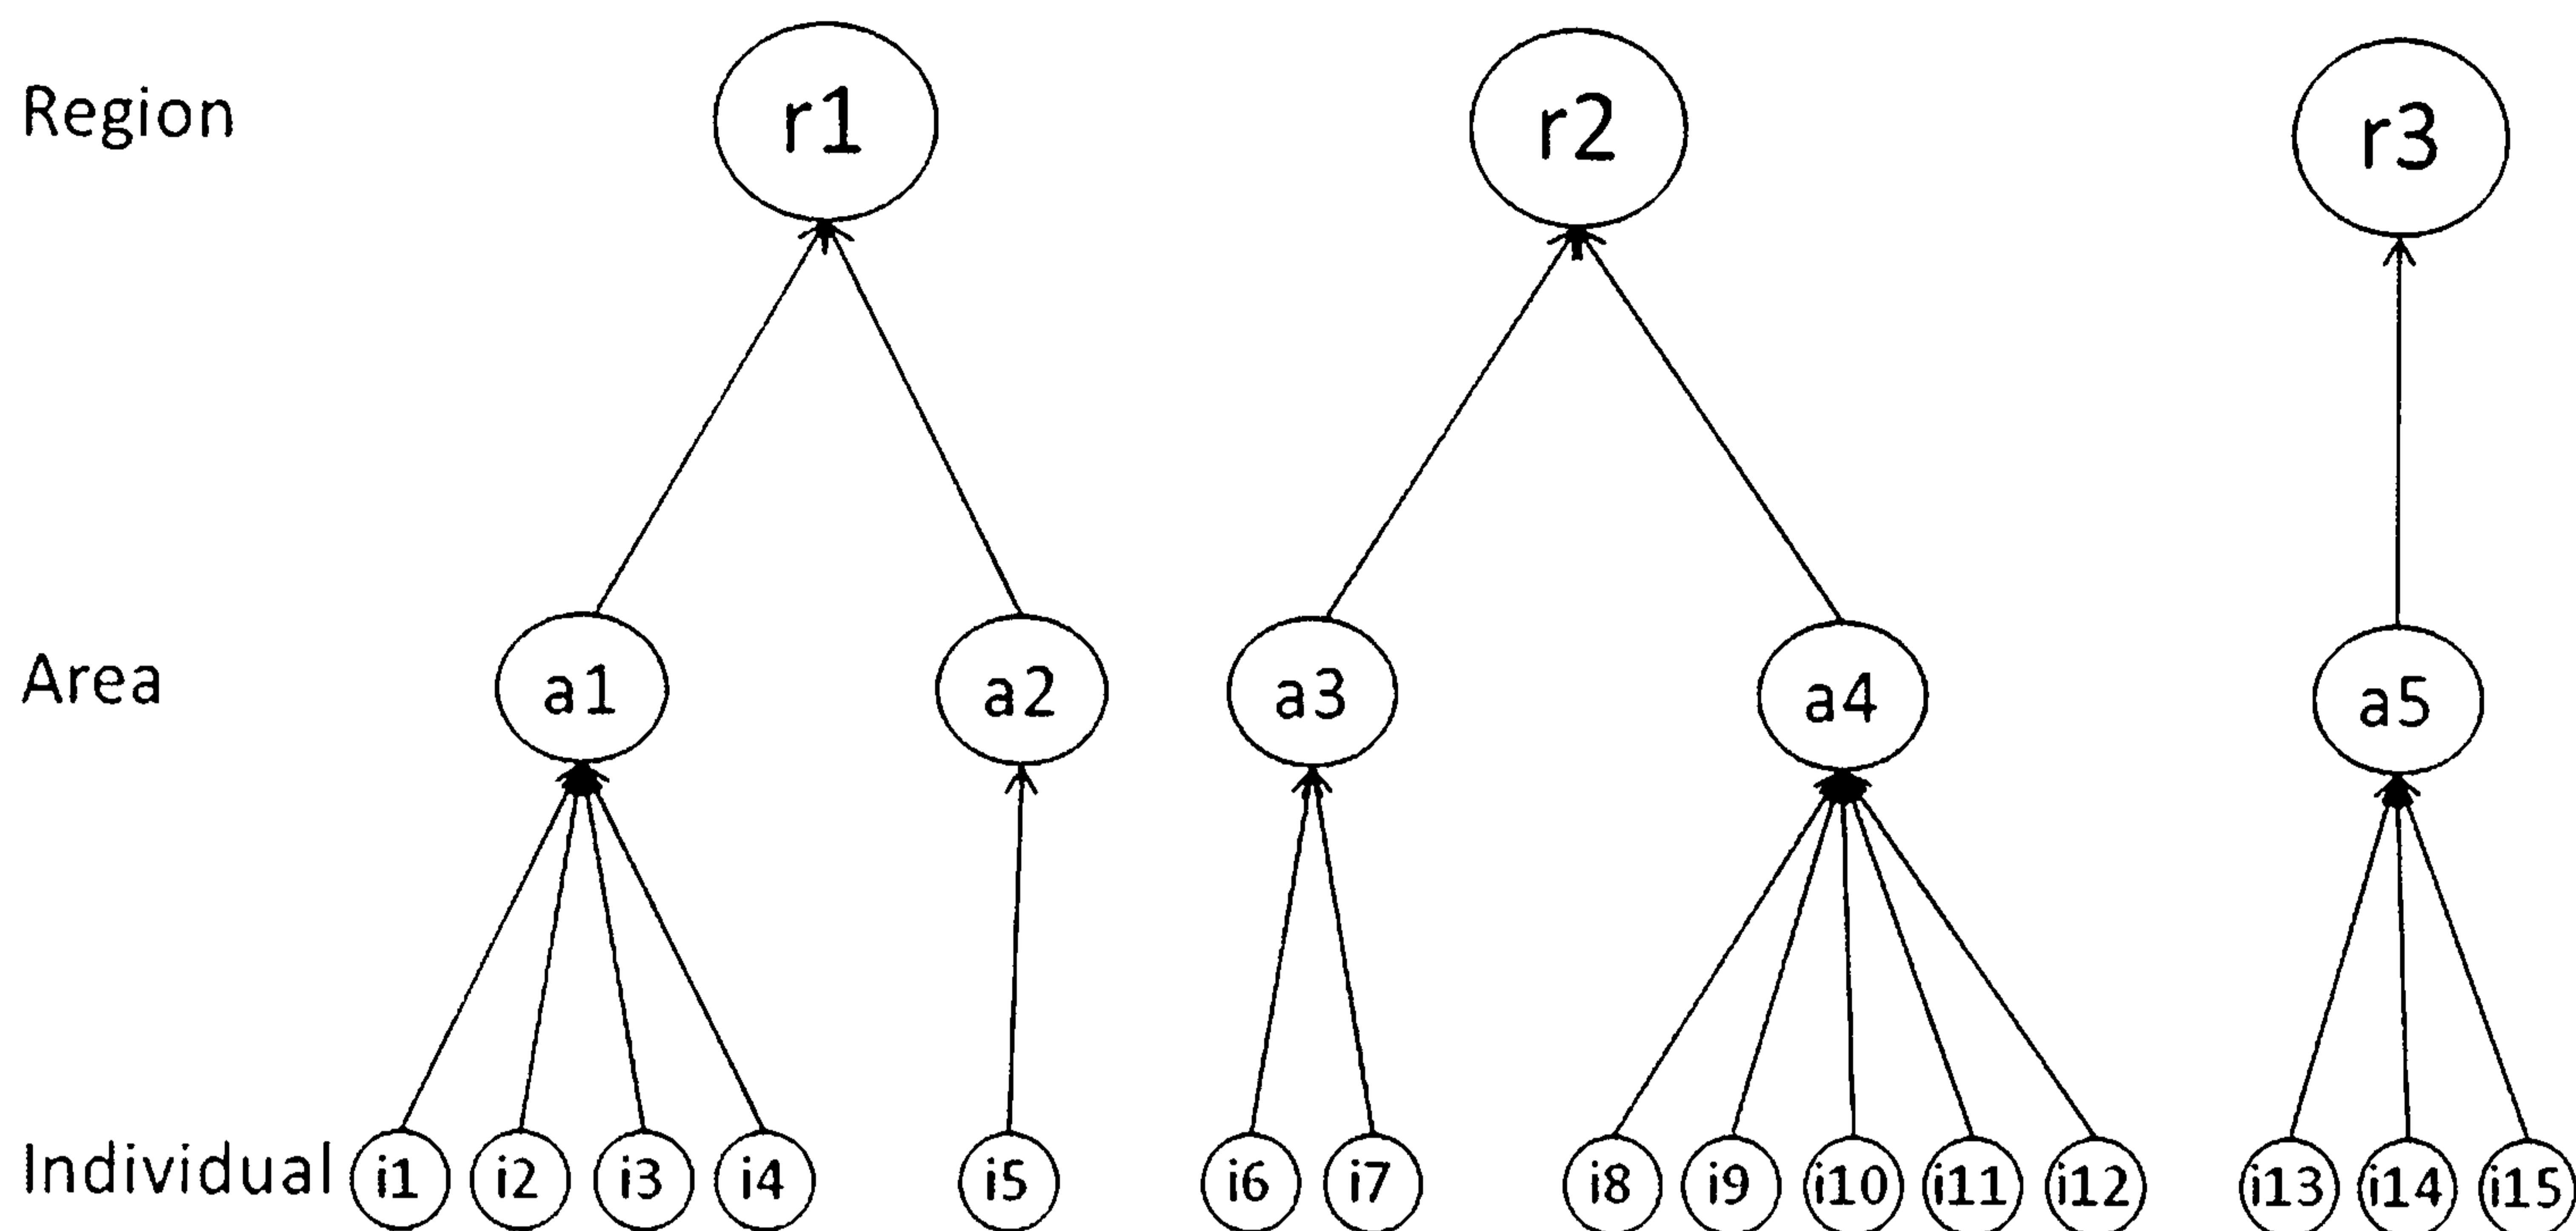 Region r1 r2 r3
Area a1 a2 a3 a4 a5
Individual i1 i2 i3 i4 i5 i6 i7 i8 i9 i10 i11 i12 i13 i14 i15